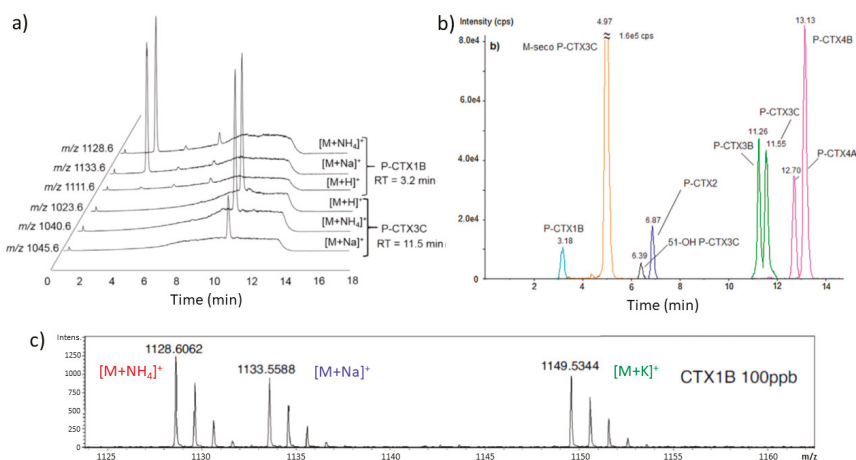 a)
m/z 1128.6
m/z 1133.6
m/z 1111.6
m/z 1023.6
m/z 1040.6
m/z 1045.6
[M+NH₄]⁺
[M+Na]⁺
[M+H]⁺
P-CTX1B
RT = 3.2 min
[M+H]⁺
[M+NH₄]⁺
[M+Na]⁺
P-CTX3C
RT = 11.5 min
0 2 4 6 8 10 12 14 16 18
Time (min)
b)
Intensity (cps)
b)
8.0e4
6.0e4
4.0e4
2.0e4
4.97
1.6e5 cps
M-seco P-CTX3C
13.13
P-CTX4B
P-CTX3C
11.26
11.55
P-CTX3B
12.70
P-CTX4A
P-CTX2
6.87
P-CTX1B
3.18
51-OH P-CTX3C
6.39
2 4 6 8 10 12 14
Time (min)
c)
Intens.
1250
1000
750
500
250
0
1128.6062
[M+NH₄]⁺
1133.5588
[M+Na]⁺
1149.5344
[M+K]⁺
CTX1B 100ppb
1125 1130 1135 1140 1145 1150 1155 1160 m/z